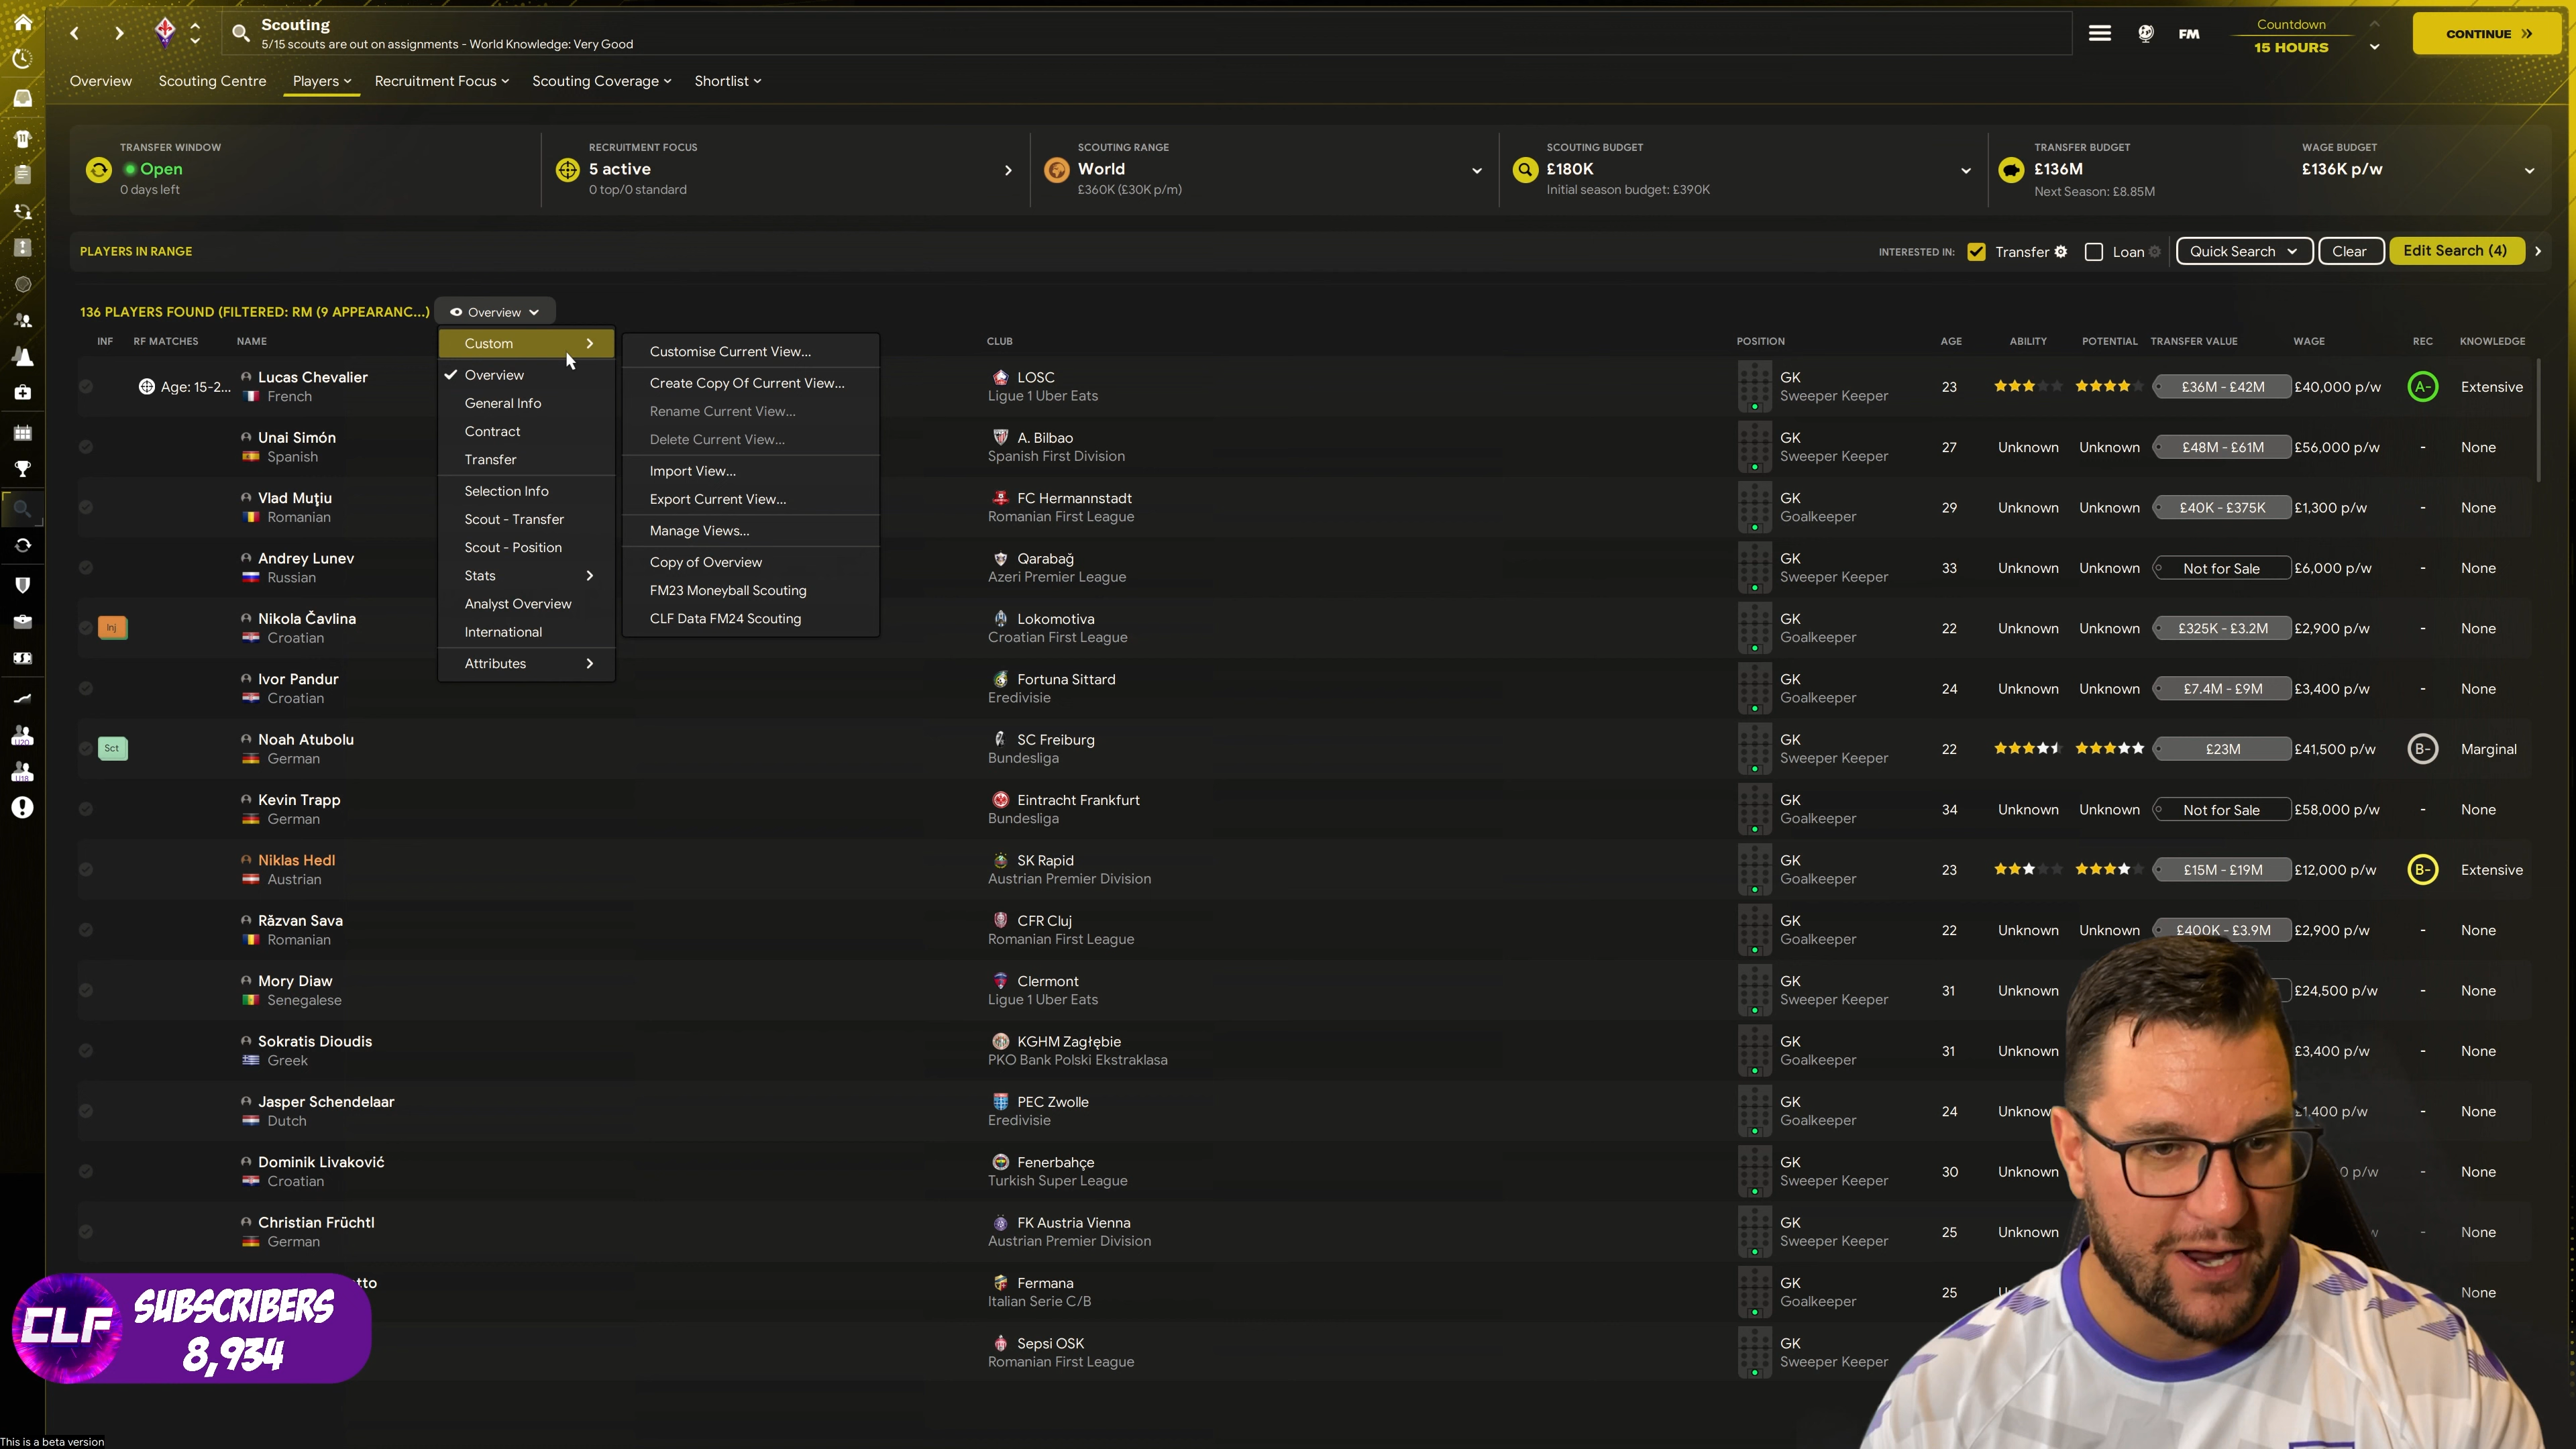 Scouting
5/15 scouts are out on assignments - World Knowledge: Very Good
FM
Countdown
15 HOURS
CONTINUE
Overview Scouting Centre Players Recruitment Focus Scouting Coverage Shortlist
TRANSFER WINDOW
Open
0 days left
RECRUITMENT FOCUS
5 active
0 top/0 standard
SCOUTING RANGE
World
£360K (£30K p/m)
SCOUTING BUDGET
£180K
Initial season budget: £390K
TRANSFER BUDGET
£136M
Next Season: £8.85M
WAGE BUDGET
£136K p/w
PLAYERS IN RANGE
INTERESTED IN: Transfer Loan Quick Search Clear Edit Search (4)
136 PLAYERS FOUND (FILTERED: RM (9 APPEARANC...) Overview
INF RF MATCHES NAME CLUB POSITION AGE ABILITY POTENTIAL TRANSFER VALUE WAGE REC KNOWLEDGE
Custom
Overview
General Info
Contract
Transfer
Selection Info
Scout - Transfer
Scout - Position
Stats
Analyst Overview
International
Attributes
Customise Current View...
Create Copy Of Current View...
Rename Current View...
Delete Current View...
Import View...
Export Current View...
Manage Views...
Copy of Overview
FM23 Moneyball Scouting
CLF Data FM24 Scouting
Age: 15-2... Lucas Chevalier LOSC GK 23 £36M - £42M £40,000 p/w A- Extensive
French Ligue 1 Uber Eats Sweeper Keeper
Unai Simón A. Bilbao GK 27 Unknown Unknown £48M - £61M £56,000 p/w - None
Spanish Spanish First Division Sweeper Keeper
Vlad Muţiu FC Hermannstadt GK 29 Unknown Unknown £40K - £375K £1,300 p/w - None
Romanian Romanian First League Goalkeeper
Andrey Lunev Qarabağ GK 33 Unknown Unknown Not for Sale £6,000 p/w - None
Russian Azeri Premier League Sweeper Keeper
Inj Nikola Čavlina Lokomotiva GK 22 Unknown Unknown £325K - £3.2M £2,900 p/w - None
Croatian Croatian First League Goalkeeper
Ivor Pandur Fortuna Sittard GK 24 Unknown Unknown £7.4M - £9M £3,400 p/w - None
Croatian Eredivisie Goalkeeper
Sct Noah Atubolu SC Freiburg GK 22 £23M £41,500 p/w B- Marginal
German Bundesliga Sweeper Keeper
Kevin Trapp Eintracht Frankfurt GK 34 Unknown Unknown Not for Sale £58,000 p/w - None
German Bundesliga Goalkeeper
Niklas Hedl SK Rapid GK 23 £15M - £19M £12,000 p/w B- Extensive
Austrian Austrian Premier Division Goalkeeper
Răzvan Sava CFR Cluj GK 22 Unknown Unknown £400K - £3.9M £2,900 p/w - None
Romanian Romanian First League Goalkeeper
Mory Diaw Clermont GK 31 Unknown £24,500 p/w - None
Senegalese Ligue 1 Uber Eats Sweeper Keeper
Sokratis Dioudis KGHM Zagłębie GK 31 Unknown £3,400 p/w - None
Greek PKO Bank Polski Ekstraklasa Goalkeeper
Jasper Schendelaar PEC Zwolle GK 24 Unknow £1,400 p/w - None
Dutch Eredivisie Goalkeeper
Dominik Livaković Fenerbahçe GK 30 Unknown 0 p/w - None
Croatian Turkish Super League Sweeper Keeper
Christian Früchtl FK Austria Vienna GK 25 Unknown - None
German Austrian Premier Division Sweeper Keeper
tto Fermana GK 25 None
Italian Serie C/B Goalkeeper
Sepsi OSK GK
Romanian First League Sweeper Keeper
CLF SUBSCRIBERS
8,934
U20
U18
This is a beta version